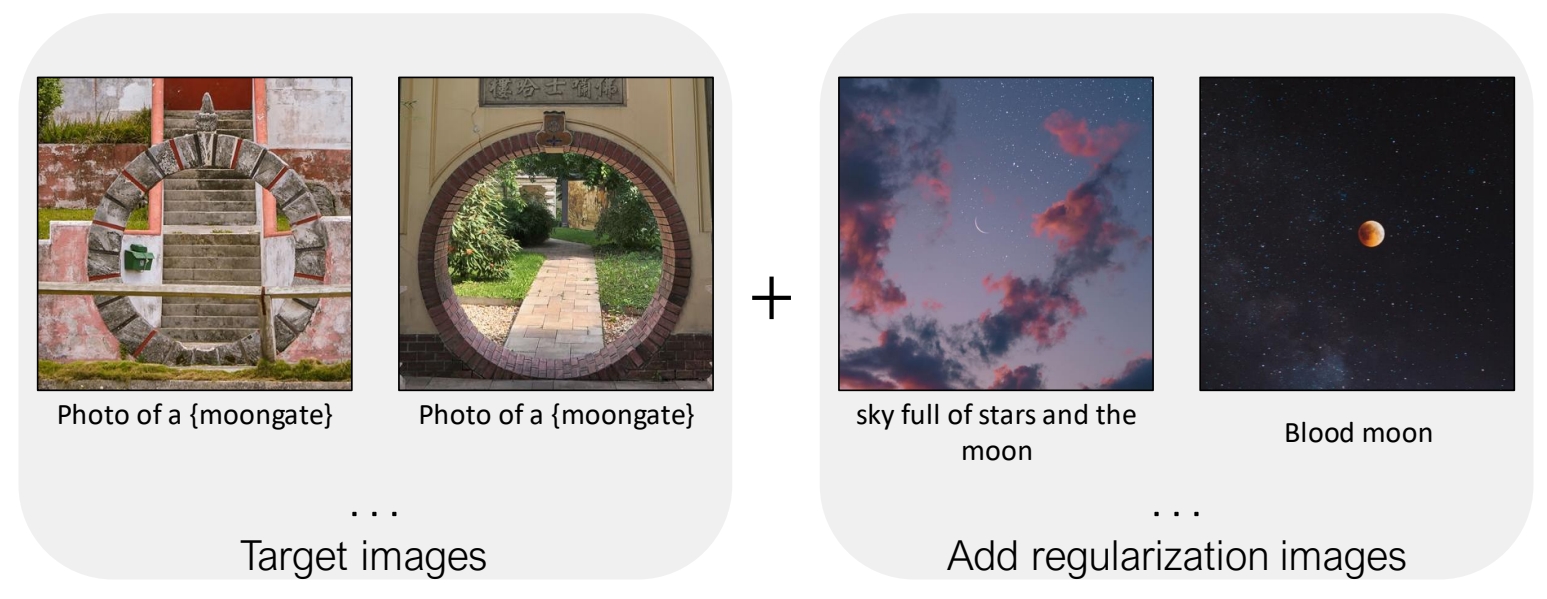 Photo of a {moongate}
Photo of a {moongate}
. . .
Target images
+
sky full of stars and the
moon
Blood moon
. . .
Add regularization images